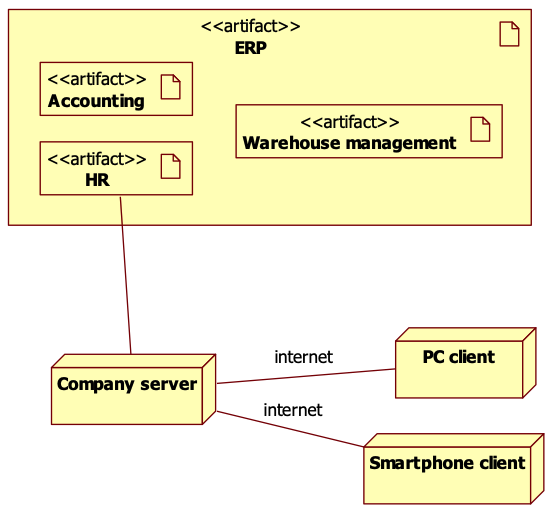 <<artifact>>
ERP
<<artifact>>
Accounting
<<artifact>>
Warehouse management
<<artifact>>
HR
internet
PC client
Company server
internet
Smartphone client